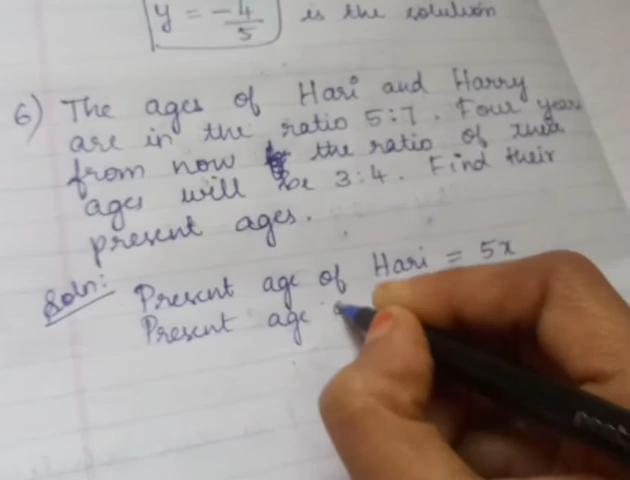 y = -4/5 is the solution
6) The ages of Hari and Harry
are in the ratio 5:7. Four years
from now the ratio of their
ages will be 3:4. Find their
present ages.
Soln: Present age of Hari = 5x
Present age